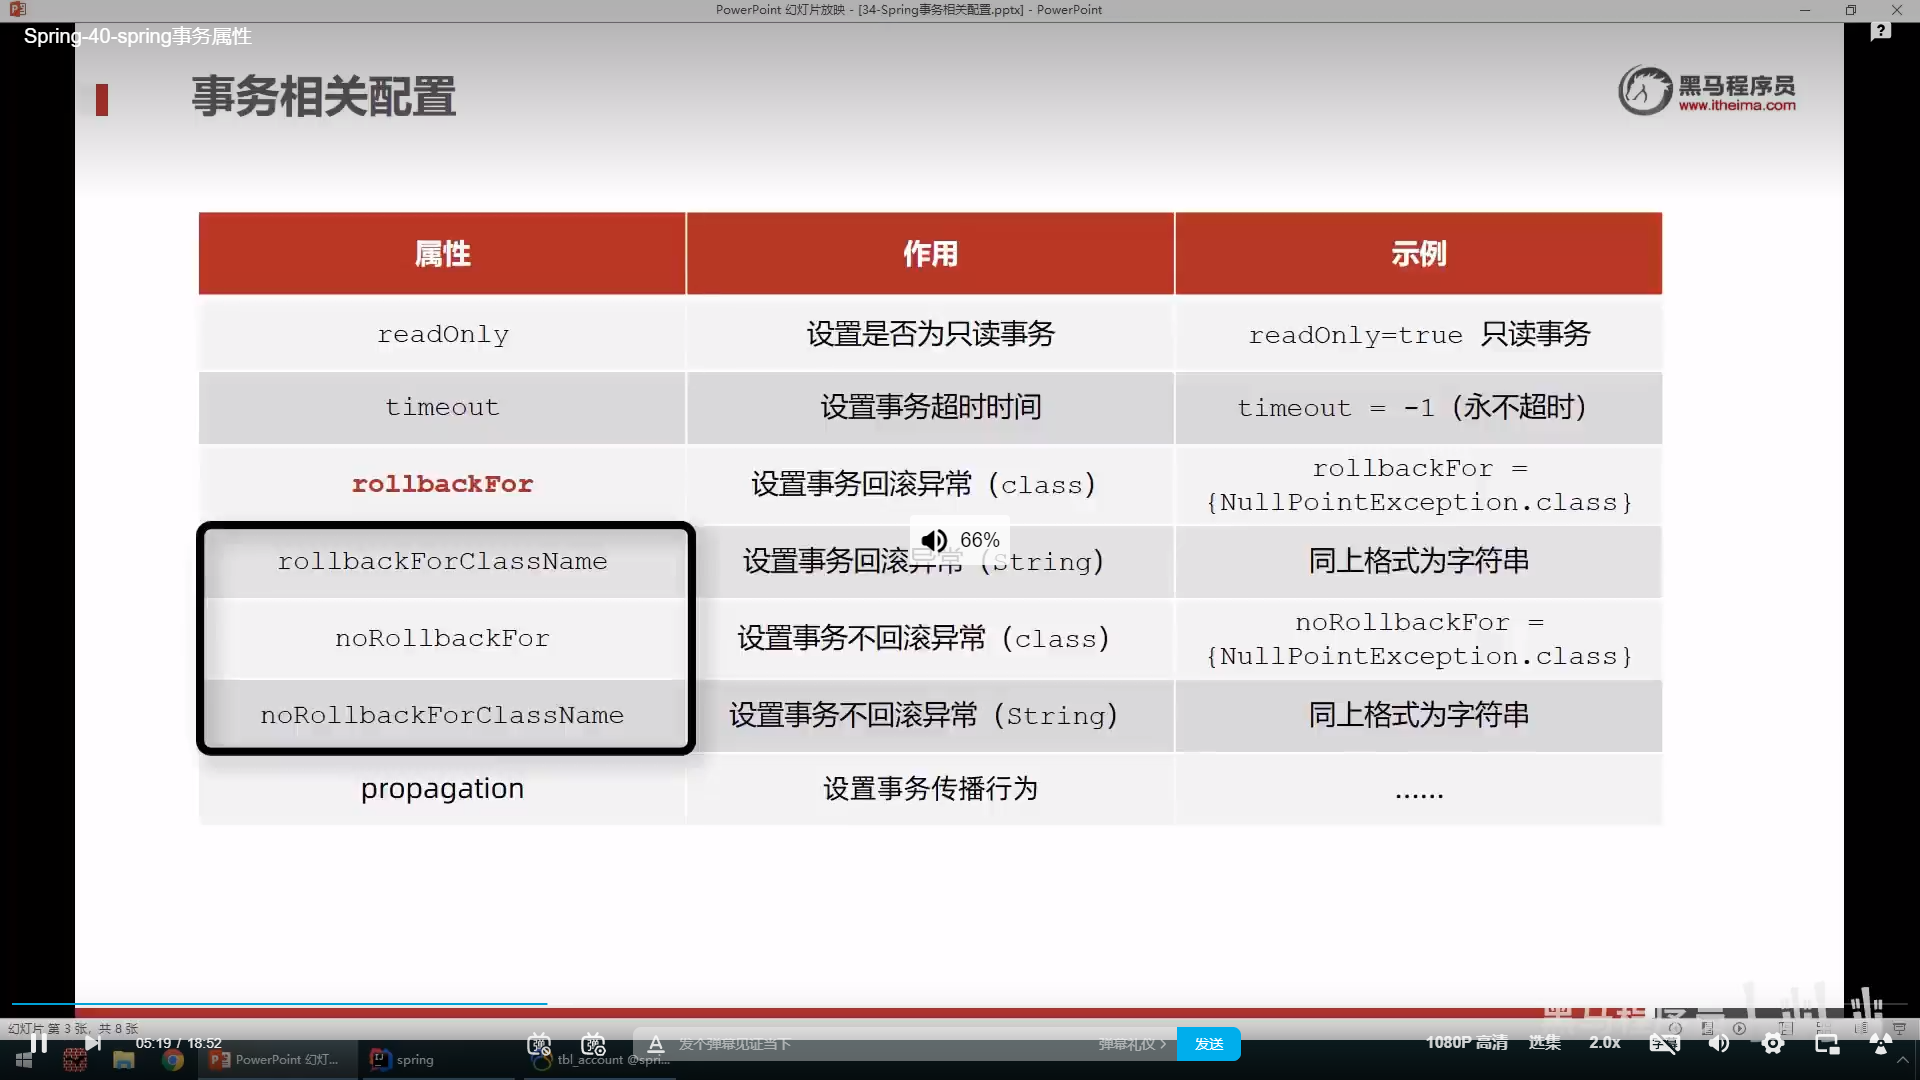 PowerPoint 幻灯片放映 - [34-Spring事务相关配置.pptx] - PowerPoint
Spring-40-spring事务属性
事务相关配置
黑马程序员
www.itheima.com
属性 作用 示例
readOnly 设置是否为只读事务 readOnly=true 只读事务
timeout 设置事务超时时间 timeout = -1（永不超时）
rollbackFor 设置事务回滚异常（class） rollbackFor =
{NullPointException.class}
rollbackForClassName 设置事务回滚异常（String） 同上格式为字符串
66%
noRollbackFor 设置事务不回滚异常（class） noRollbackFor =
{NullPointException.class}
noRollbackForClassName 设置事务不回滚异常（String） 同上格式为字符串
propagation 设置事务传播行为 ……
幻灯片 第 3 张，共 8 张
05:19 / 18:52
发个弹幕见证当下
弹幕礼仪 >
发送
1080P 高清
选集
2.0x
PowerPoint 幻灯...
spring
tbl_account @spri...